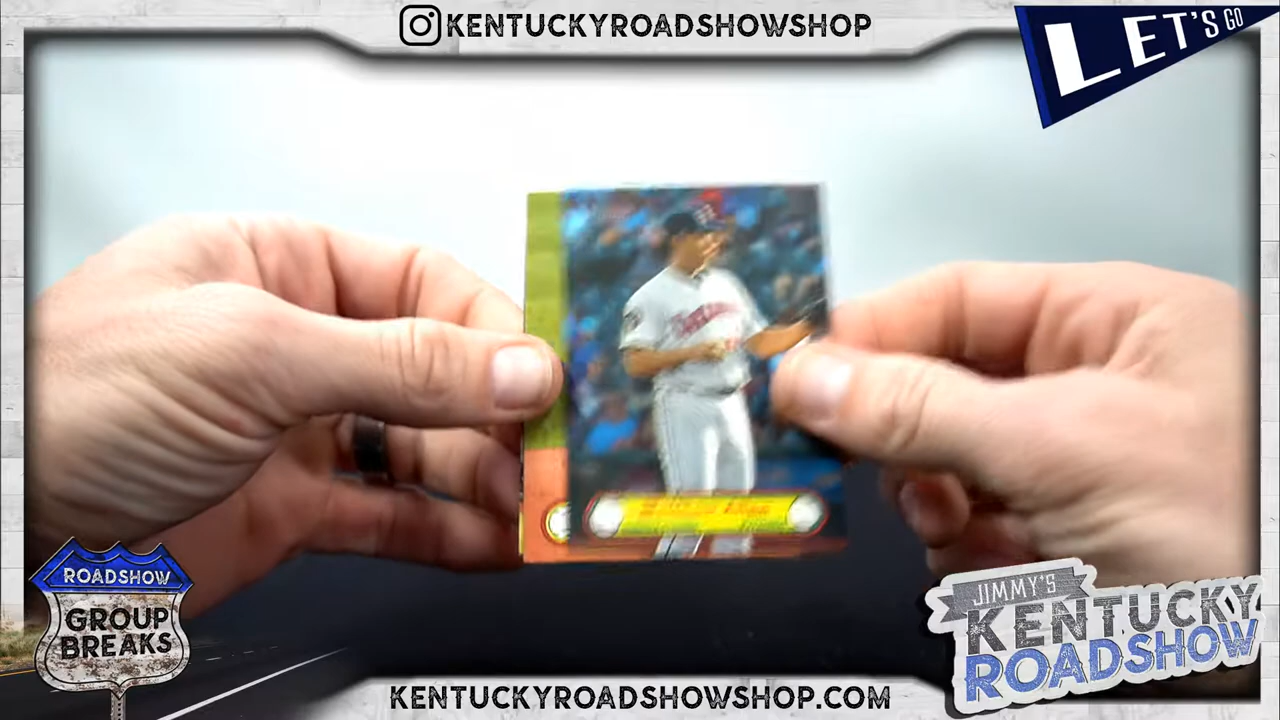 KENTUCKYROADSHOWSHOP
LET'S GO
ROADSHOW
GROUP
BREAKS
JIMMY'S
KENTUCKY
ROADSHOW
KENTUCKYROADSHOWSHOP.COM